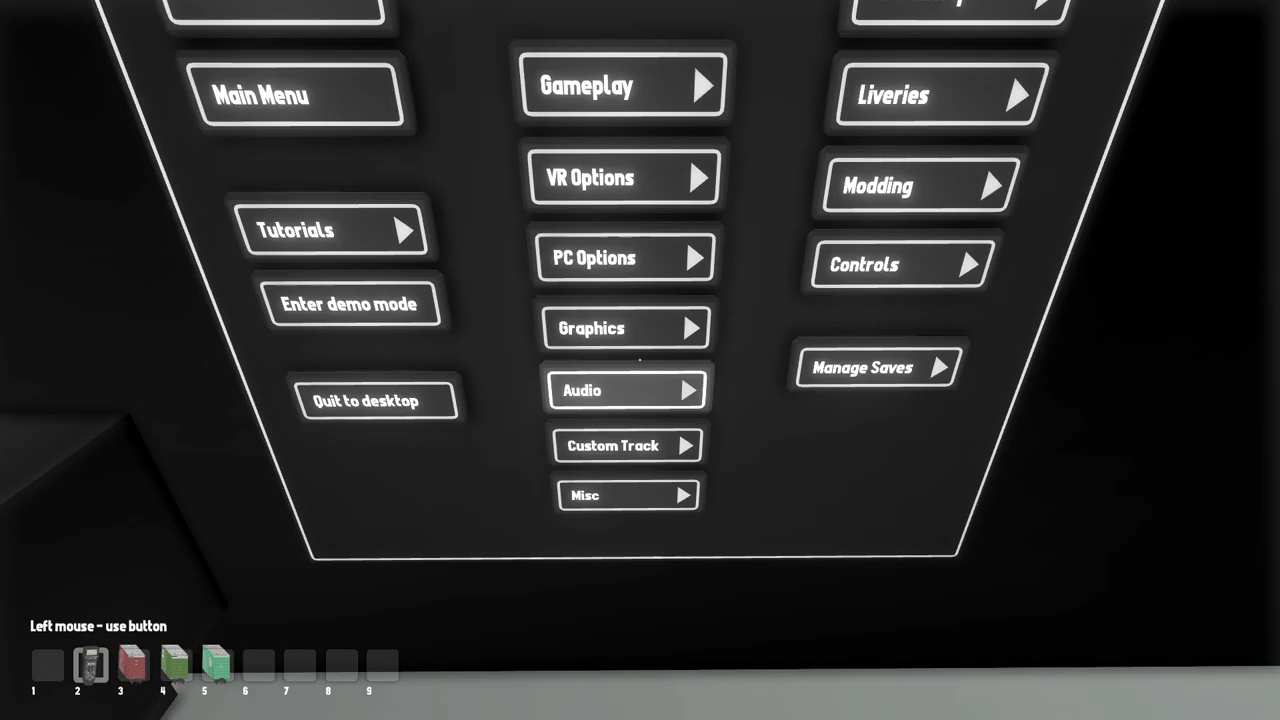 Main Menu
Tutorials
Enter demo mode
Quit to desktop
Gameplay
VR Options
PC Options
Graphics
Audio
Custom Track
Misc
Liveries
Modding
Controls
Manage Saves
Left mouse - use button
1 2 3 4 5 6 7 8 9